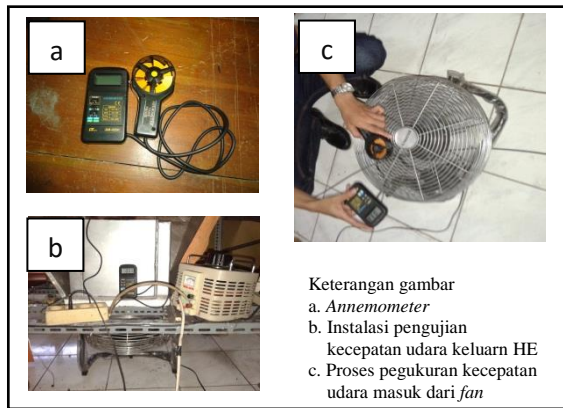 a
c
b
Keterangan gambar
a. Annemometer
b. Instalasi pengujian
kecepatan udara keluarn HE
c. Proses pegukuran kecepatan
udara masuk dari fan